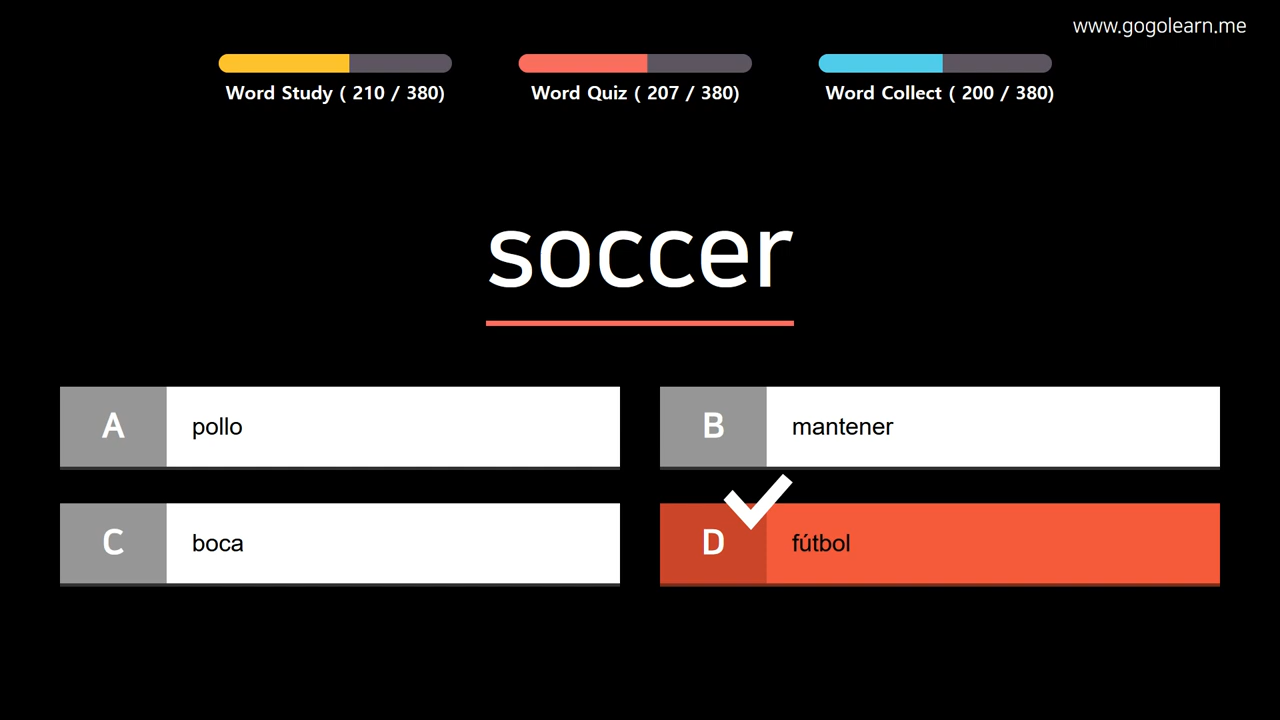 www.gogolearn.me
Word Study ( 210 / 380)
Word Quiz ( 207 / 380)
Word Collect ( 200 / 380)
soccer
A pollo
B mantener
C boca
D fútbol